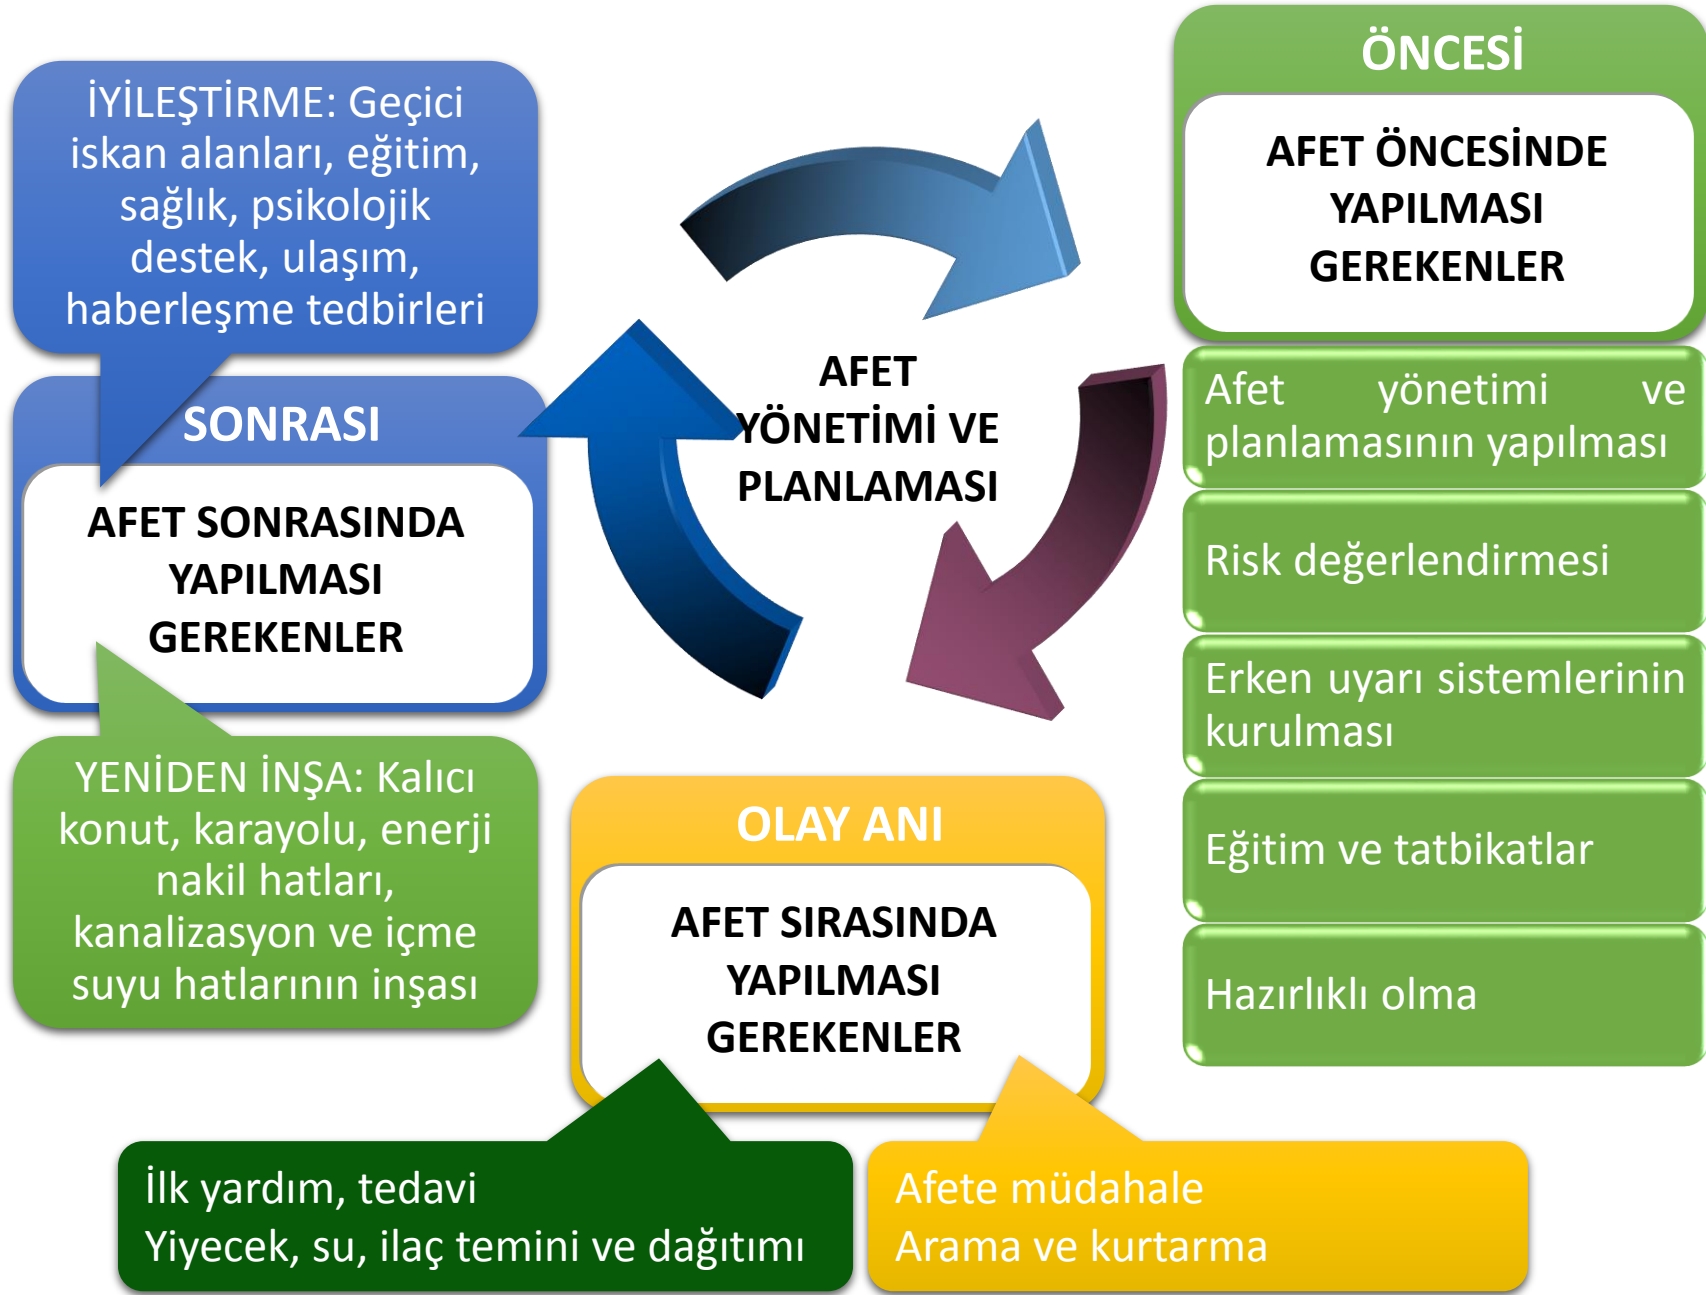 ÖNCESİ
AFET ÖNCESİNDE
YAPILMASI
GEREKENLER
Afet yönetimi ve
planlamasının yapılması
Risk değerlendirmesi
Erken uyarı sistemlerinin
kurulması
Eğitim ve tatbikatlar
Hazırlıklı olma
AFET
YÖNETİMİ VE
PLANLAMASI
OLAY ANI
AFET SIRASINDA
YAPILMASI
GEREKENLER
İlk yardım, tedavi
Yiyecek, su, ilaç temini ve dağıtımı
Afete müdahale
Arama ve kurtarma
İYİLEŞTİRME: Geçici
iskan alanları, eğitim,
sağlık, psikolojik
destek, ulaşım,
haberleşme tedbirleri
SONRASI
AFET SONRASINDA
YAPILMASI
GEREKENLER
YENİDEN İNŞA: Kalıcı
konut, karayolu, enerji
nakil hatları,
kanalizasyon ve içme
suyu hatlarının inşası